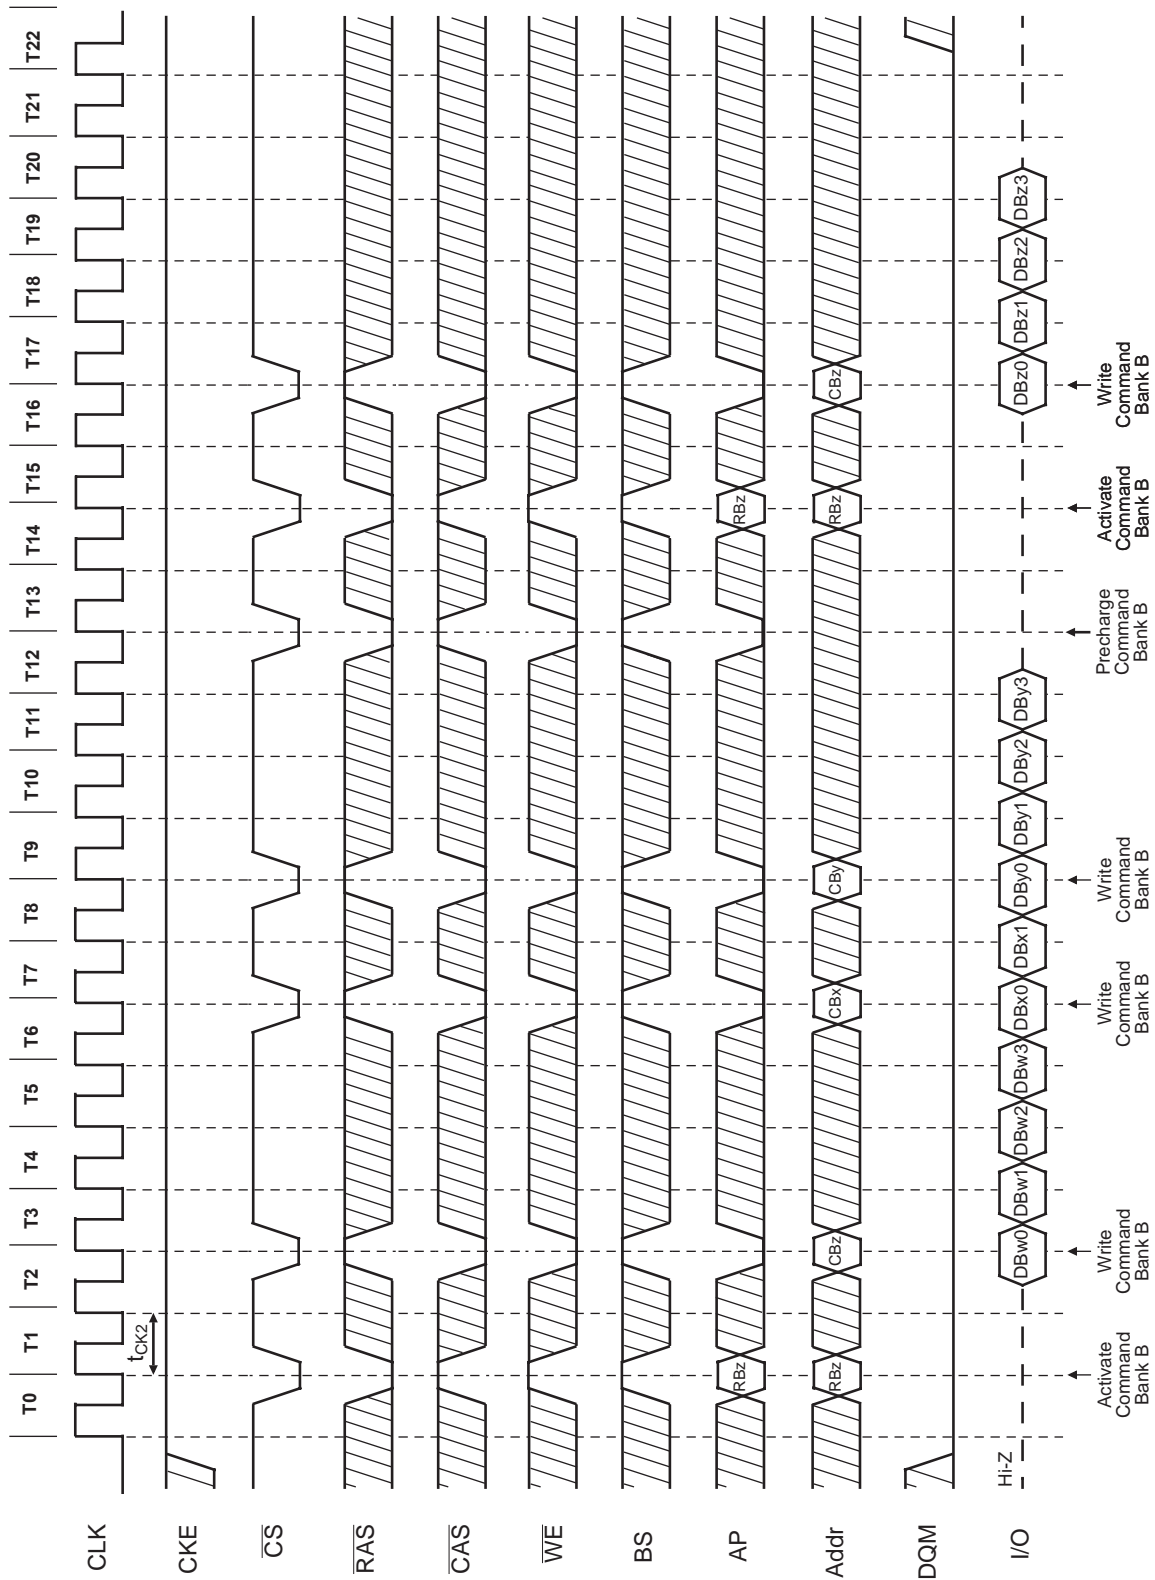 T0 T1 T2 T3 T4 T5 T6 T7 T8 T9 T10 T11 T12 T13 T14 T15 T16 T17 T18 T19 T20 T21 T22
CLK
tCK2
CKE
CS
RAS
CAS
WE
BS
AP
RBz RBz
Addr
RBz CBz CBx CBy RBz CBz
DQM
I/O
Hi-Z
DBw0 DBw1 DBw2 DBw3 DBx0 DBx1 DBy0 DBy1 DBy2 DBy3 DBz0 DBz1 DBz2 DBz3
Activate
Command
Bank B
Write
Command
Bank B
Write
Command
Bank B
Write
Command
Bank B
Precharge
Command
Bank B
Activate
Command
Bank B
Write
Command
Bank B